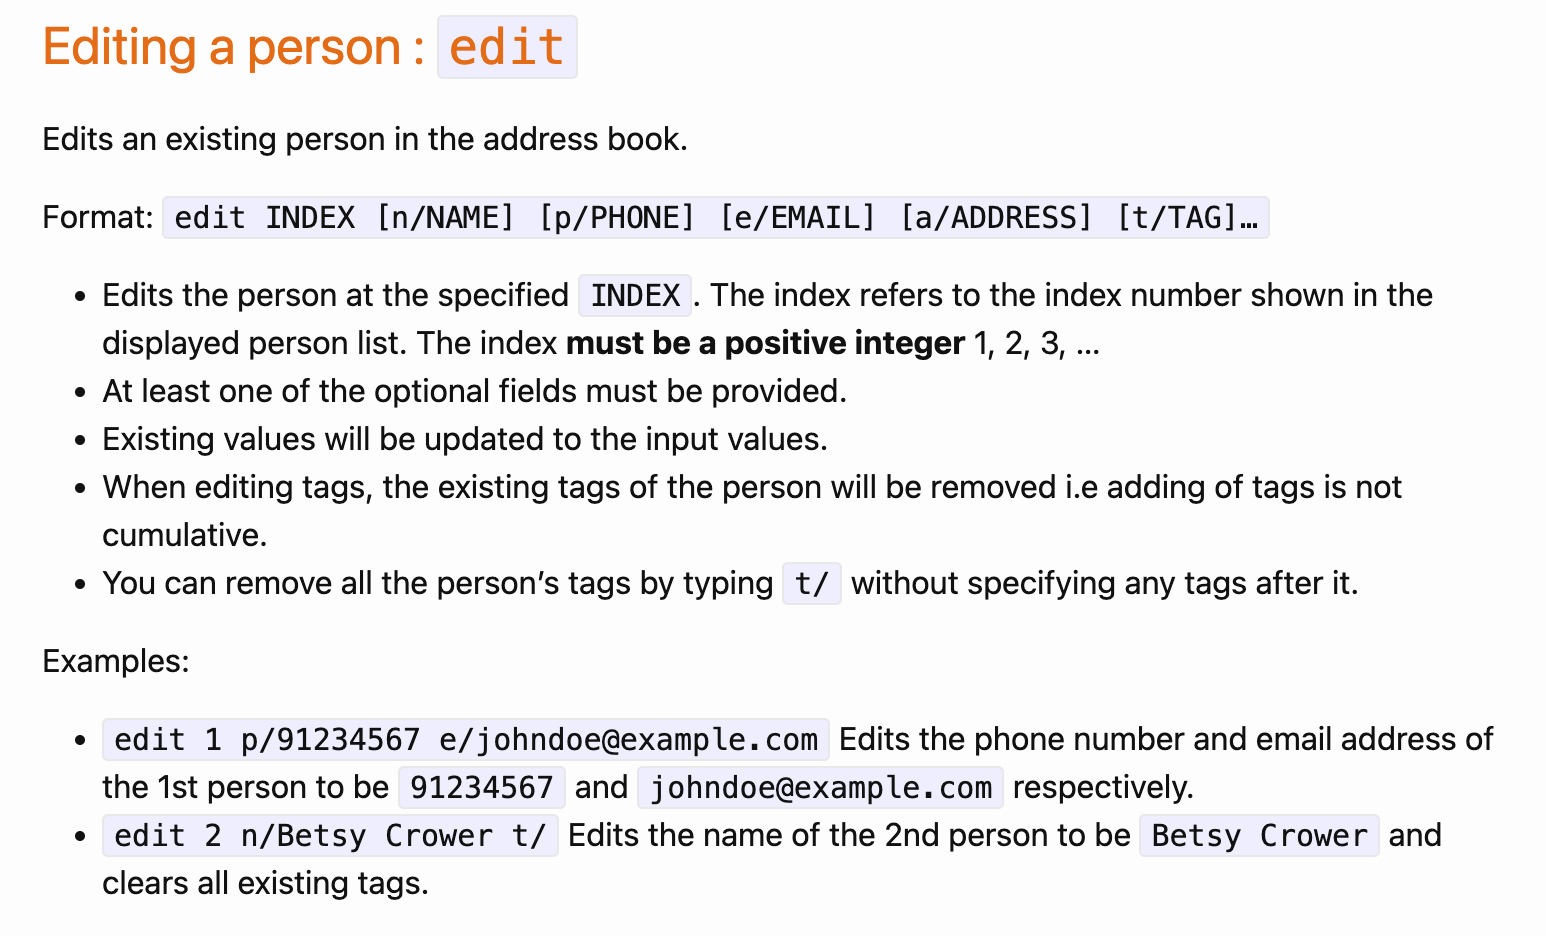 Editing a person : edit
Edits an existing person in the address book.
Format: edit INDEX [n/NAME] [p/PHONE] [e/EMAIL] [a/ADDRESS] [t/TAG]…
• Edits the person at the specified INDEX. The index refers to the index number shown in the
displayed person list. The index must be a positive integer 1, 2, 3, …
• At least one of the optional fields must be provided.
• Existing values will be updated to the input values.
• When editing tags, the existing tags of the person will be removed i.e adding of tags is not
cumulative.
• You can remove all the person’s tags by typing t/ without specifying any tags after it.
Examples:
• edit 1 p/91234567 e/johndoe@example.com Edits the phone number and email address of
the 1st person to be 91234567 and johndoe@example.com respectively.
• edit 2 n/Betsy Crower t/ Edits the name of the 2nd person to be Betsy Crower and
clears all existing tags.